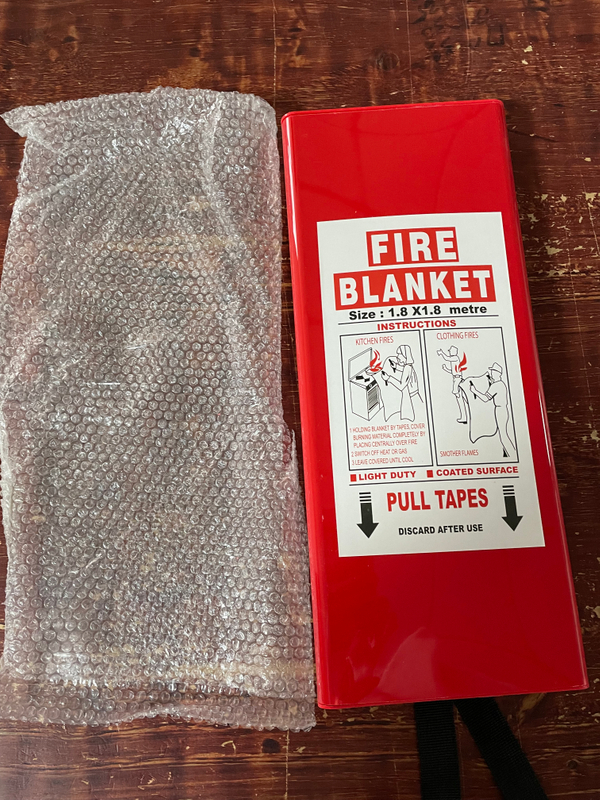 FIRE
BLANKET
Size : 1.8 X1.8 metre
INSTRUCTIONS
KITCHEN FIRES
1 HOLDING BLANKET BY TAPES, COVER
BURNING MATERIAL COMPLETELY BY
PLACING CENTRALLY OVER FIRE
2 SWITCH OFF HEAT OR GAS
3 LEAVE COVERED UNTIL COOL
CLOTHING FIRES
SMOTHER FLAMES
LIGHT DUTY COATED SURFACE
PULL TAPES
DISCARD AFTER USE